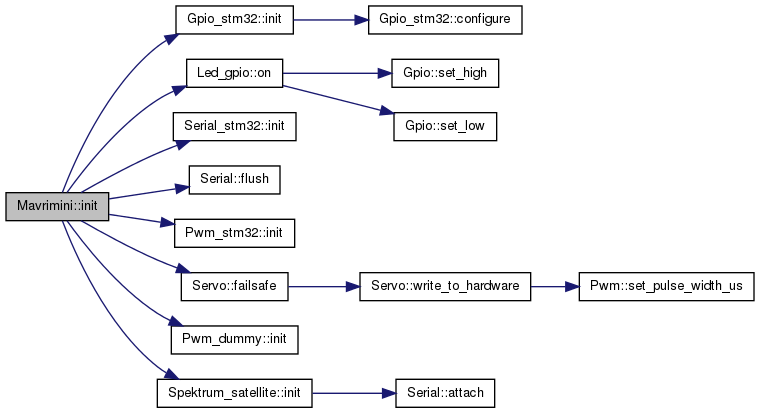 Gpio_stm32::init
Gpio_stm32::configure
Led_gpio::on
Gpio::set_high
Gpio::set_low
Serial_stm32::init
Serial::flush
Mavrimini::init
Pwm_stm32::init
Servo::failsafe
Servo::write_to_hardware
Pwm::set_pulse_width_us
Pwm_dummy::init
Spektrum_satellite::init
Serial::attach